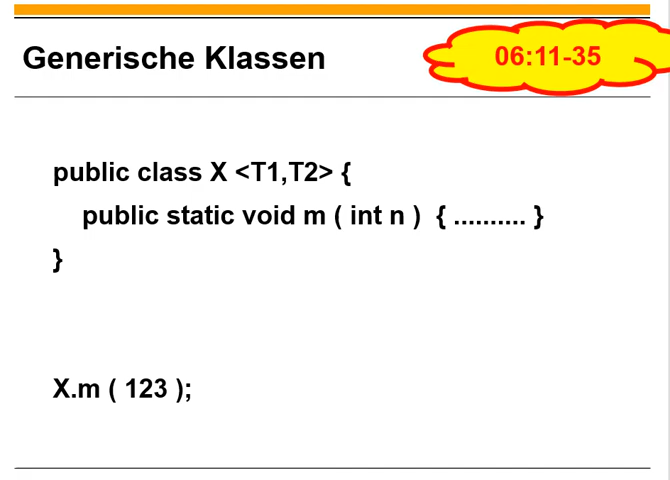 Generische Klassen
06:11-35
public class X <T1,T2> {
public static void m ( int n ) { .......... }
}
X.m ( 123 );